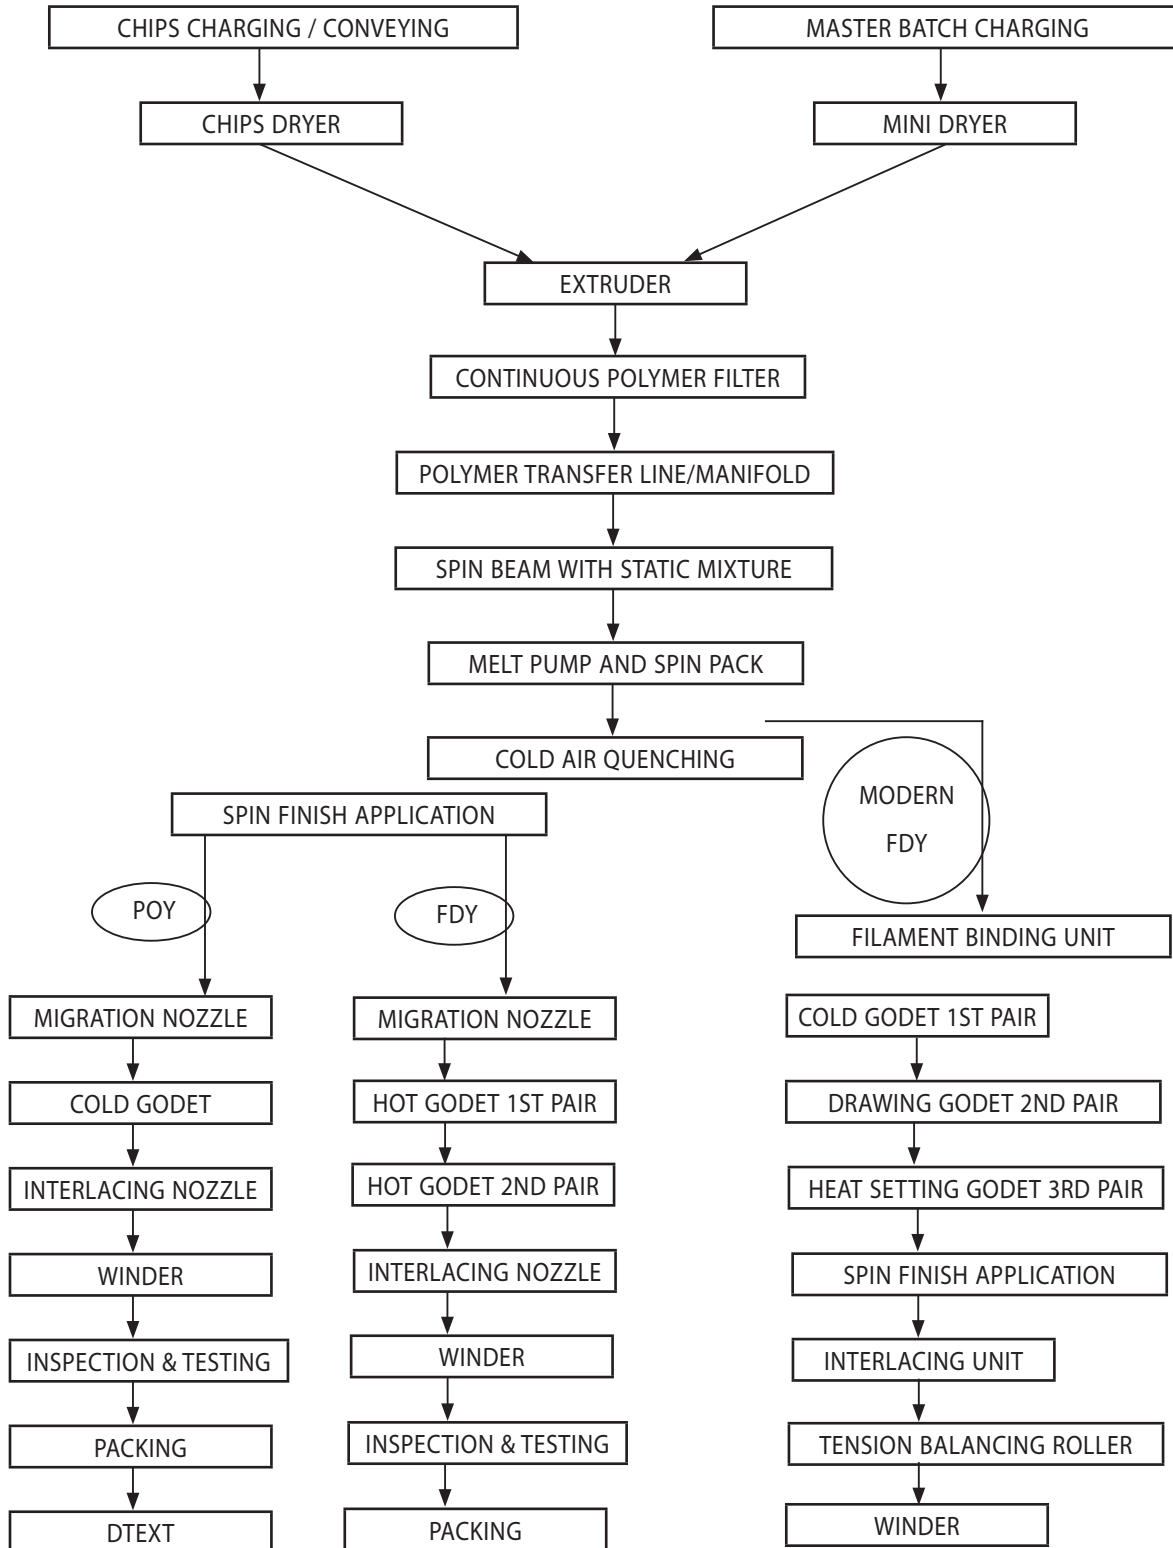 CHIPS CHARGING / CONVEYING
MASTER BATCH CHARGING
CHIPS DRYER
MINI DRYER
EXTRUDER
CONTINUOUS POLYMER FILTER
POLYMER TRANSFER LINE/MANIFOLD
SPIN BEAM WITH STATIC MIXTURE
MELT PUMP AND SPIN PACK
COLD AIR QUENCHING
SPIN FINISH APPLICATION
POY
MIGRATION NOZZLE
COLD GODET
INTERLACING NOZZLE
WINDER
INSPECTION & TESTING
PACKING
DTEXT
FDY
MIGRATION NOZZLE
HOT GODET 1ST PAIR
HOT GODET 2ND PAIR
INTERLACING NOZZLE
WINDER
INSPECTION & TESTING
PACKING
MODERN
FDY
FILAMENT BINDING UNIT
COLD GODET 1ST PAIR
DRAWING GODET 2ND PAIR
HEAT SETTING GODET 3RD PAIR
SPIN FINISH APPLICATION
INTERLACING UNIT
TENSION BALANCING ROLLER
WINDER